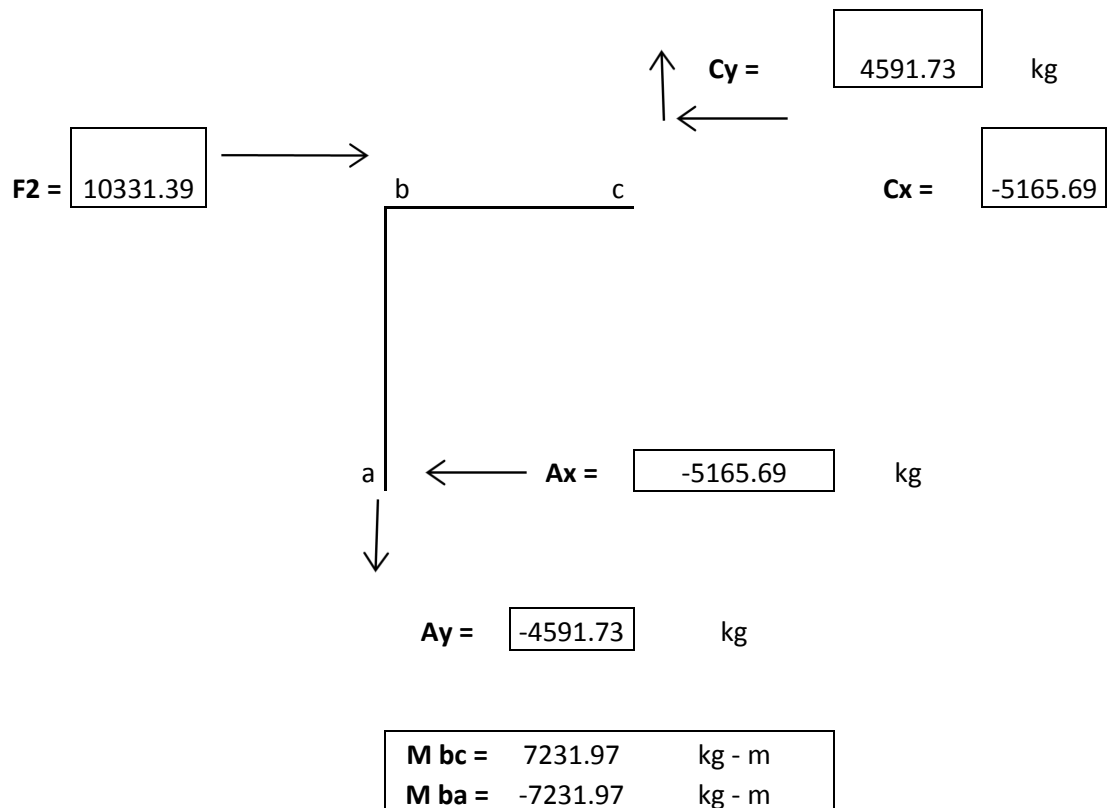 Cy = 4591.73 kg
F2 = 10331.39
b c
Cx = -5165.69
a Ax = -5165.69 kg
Ay = -4591.73 kg
M bc = 7231.97 kg - m
M ba = -7231.97 kg - m